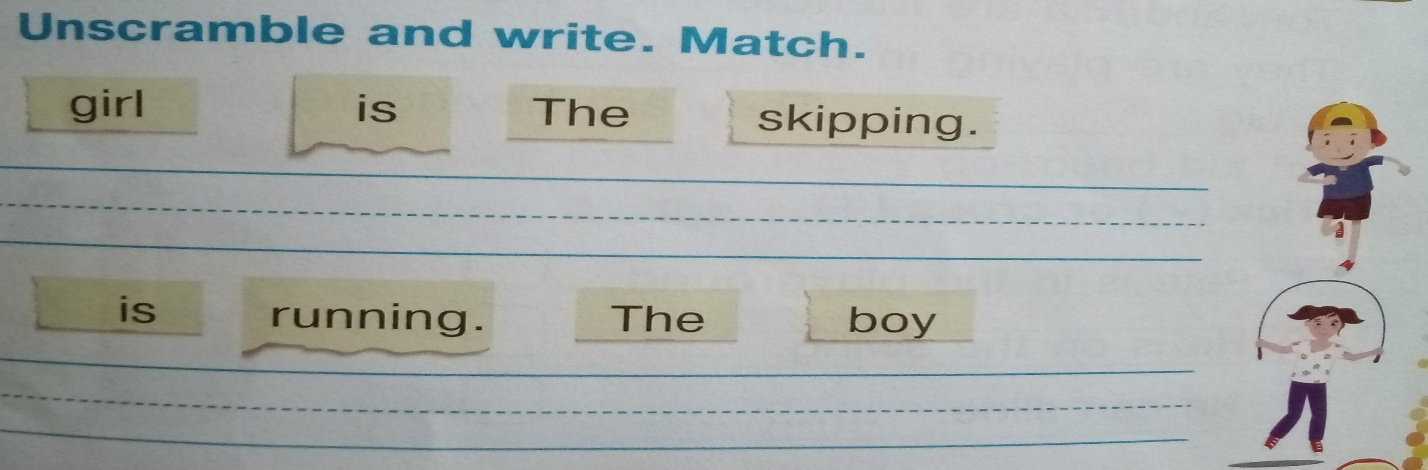 Unscramble and write. Match.
girl is The skipping.
is running. The boy